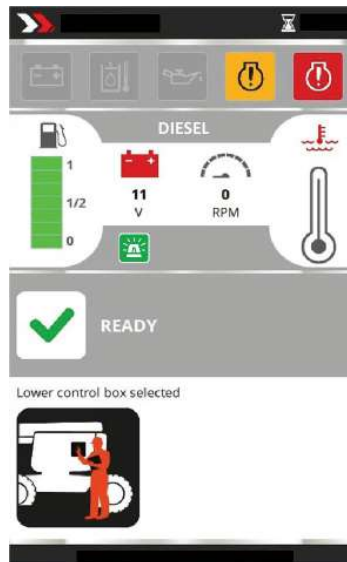 DIESEL
1
1/2
0
11
V
0
RPM
READY
Lower control box selected